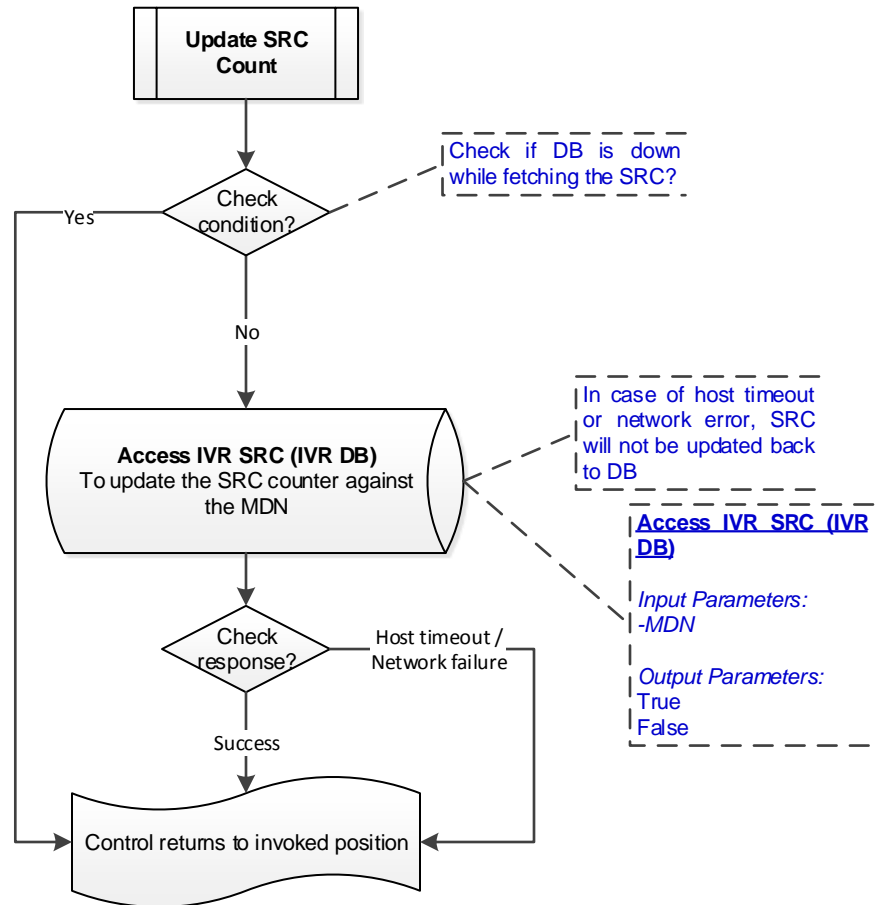 Update SRC
Count
Check if DB is down
while fetching the SRC?
Check
condition?
Yes
No
In case of host timeout
or network error, SRC
will not be updated back
to DB
Access IVR SRC (IVR DB)
To update the SRC counter against
the MDN
Access IVR SRC (IVR
DB)
Input Parameters:
-MDN
Output Parameters:
True
False
Check
response?
Host timeout /
Network failure
Success
Control returns to invoked position